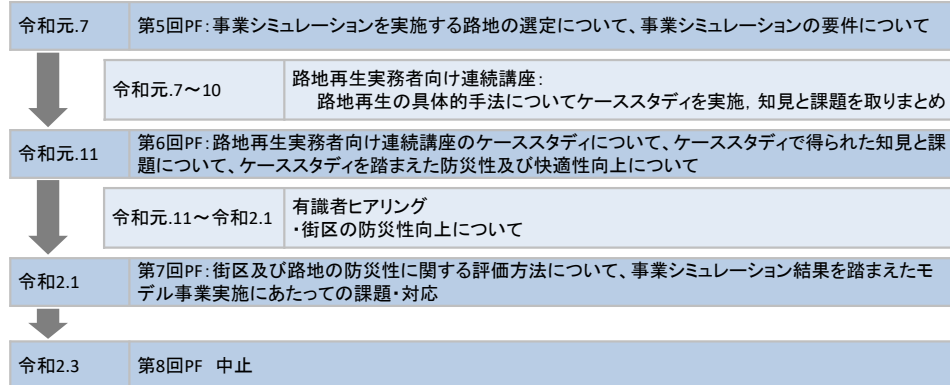 令和元.7 第5回PF：事業シミュレーションを実施する路地の選定について、事業シミュレーションの要件について
令和元.7～10 路地再生実務者向け連続講座：
路地再生の具体的手法についてケーススタディを実施，知見と課題を取りまとめ
令和元.11 第6回PF：路地再生実務者向け連続講座のケーススタディについて、ケーススタディで得られた知見と課
題について、ケーススタディを踏まえた防災性及び快適性向上について
令和元.11～令和2.1 有識者ヒアリング
・街区の防災性向上について
令和2.1 第7回PF：街区及び路地の防災性に関する評価方法について、事業シミュレーション結果を踏まえたモ
デル事業実施にあたっての課題・対応
令和2.3 第8回PF　中止